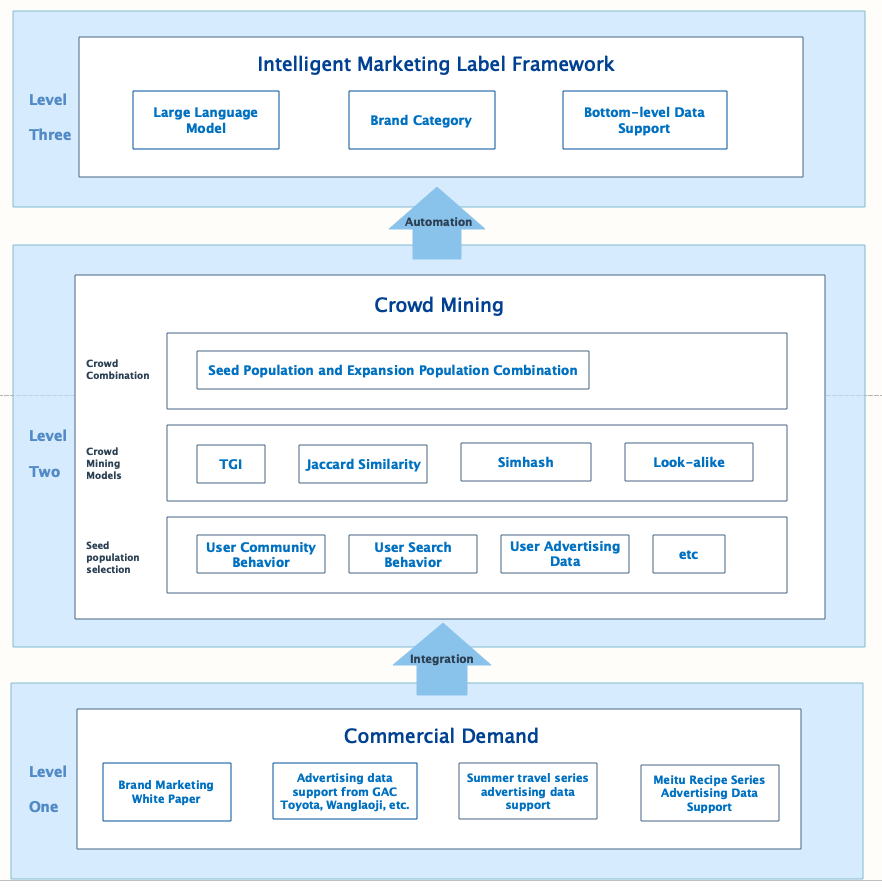 Intelligent Marketing Label Framework
Level
Three
Large Language
Model
Brand Category
Bottom-level Data
Support
Automation
Crowd Mining
Crowd
Combination
Seed Population and Expansion Population Combination
Level
Two
Crowd
Mining
Models
TGI
Jaccard Similarity
Simhash
Look-alike
Seed
population
selection
User Community
Behavior
User Search
Behavior
User Advertising
Data
etc
Integration
Commercial Demand
Level
One
Brand Marketing
White Paper
Advertising data
support from GAC
Toyota, Wanglaoji, etc.
Summer travel series
advertising data
support
Meitu Recipe Series
Advertising Data
Support